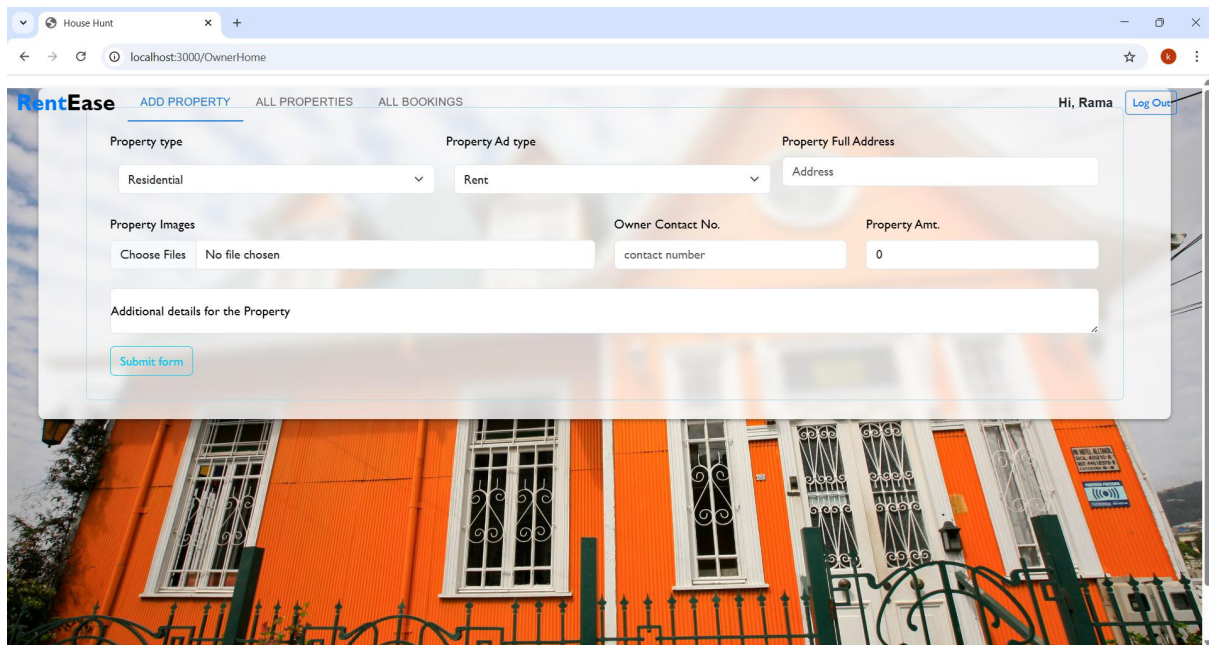 House Hunt
localhost:3000/OwnerHome
k
RentEase ADD PROPERTY ALL PROPERTIES ALL BOOKINGS Hi, Rama Log Out
Property type Property Ad type Property Full Address
Residential Rent Address
Property Images Owner Contact No. Property Amt.
Choose Files No file chosen contact number 0
Additional details for the Property
Submit form